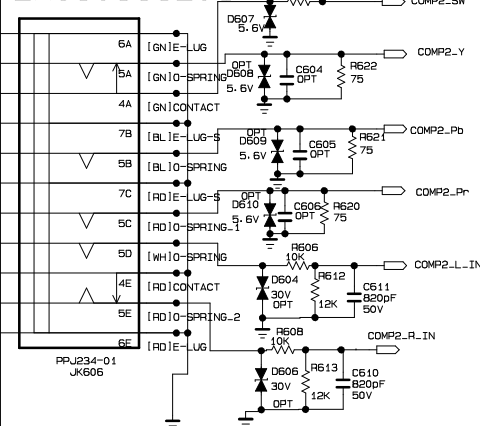 COMP2_SW
D607
5.6V
6A
[GN]E-LUG
COMP2_Y
OPT
D608
5.6V
C604
OPT
R622
75
5A
[GN]O-SPRING
4A
[GN]CONTACT
7B
[BL]E-LUG-S
COMP2_Pb
OPT
D609
5.6V
C605
OPT
R621
75
5B
[BL]O-SPRING
7C
[RD]E-LUG-S
COMP2_Pr
OPT
D610
5.6V
C606
OPT
R620
75
5C
[RD]O-SPRING_1
5D
[WH]O-SPRING
R606
10K
COMP2_L_IN
4E
[RD]CONTACT
D604
30V
OPT
R612
12K
C611
820pF
50V
5E
[RD]O-SPRING_2
6E
[RD]E-LUG
R608
10K
COMP2_R_IN
PPJ234-01
JK606
D606
30V
OPT
R613
12K
C610
820pF
50V